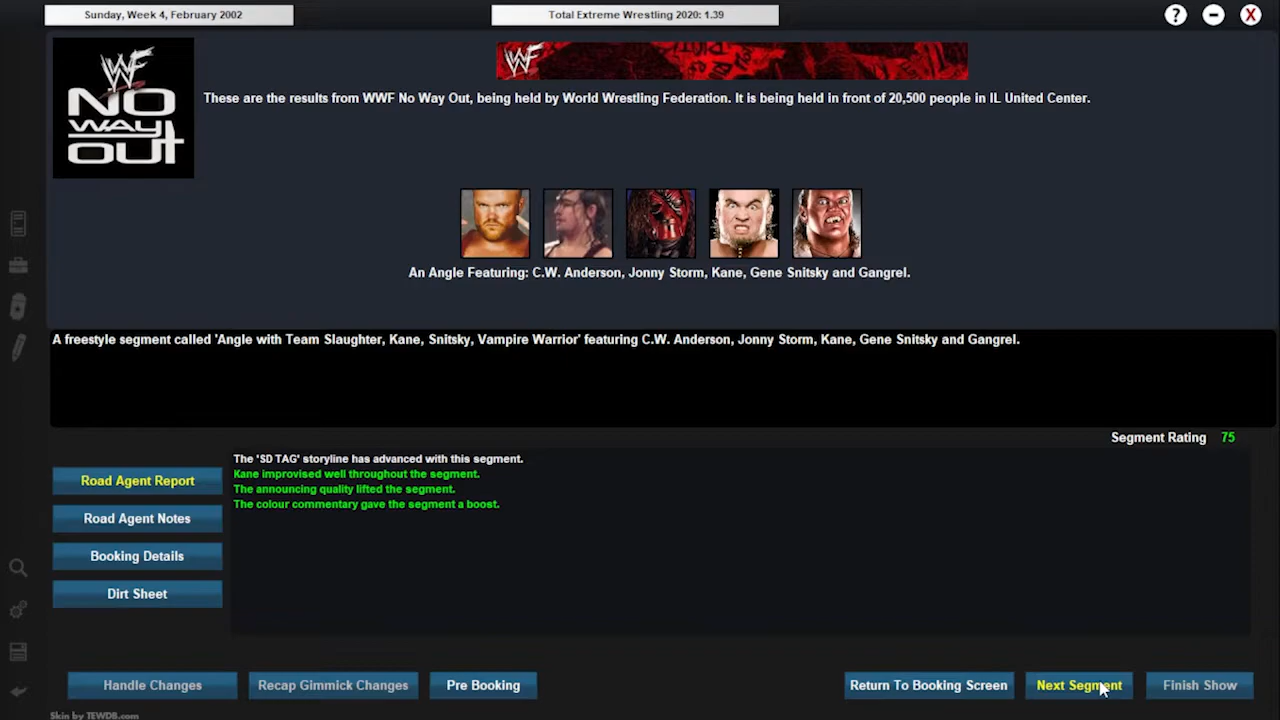 Sunday, Week 4, February 2002
Total Extreme Wrestling 2020: 1.39
? - X
WF
NO
WAY
OUT
WF
These are the results from WWF No Way Out, being held by World Wrestling Federation. It is being held in front of 20,500 people in IL United Center.
An Angle Featuring: C.W. Anderson, Jonny Storm, Kane, Gene Snitsky and Gangrel.
A freestyle segment called 'Angle with Team Slaughter, Kane, Snitsky, Vampire Warrior' featuring C.W. Anderson, Jonny Storm, Kane, Gene Snitsky and Gangrel.
Segment Rating 75
The 'SD TAG' storyline has advanced with this segment.
Kane improvised well throughout the segment.
The announcing quality lifted the segment.
The colour commentary gave the segment a boost.
Road Agent Report
Road Agent Notes
Booking Details
Dirt Sheet
Handle Changes
Recap Gimmick Changes
Pre Booking
Return To Booking Screen
Next Segment
Finish Show
Skin by TEWDB.com